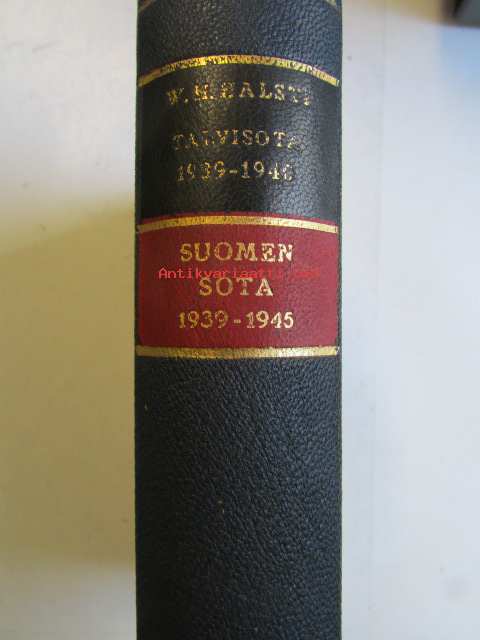 W. H. HALSTI
TALVISOTA
1939-1940
SUOMEN
SOTA
1939-1945
Antikvariaatti.net